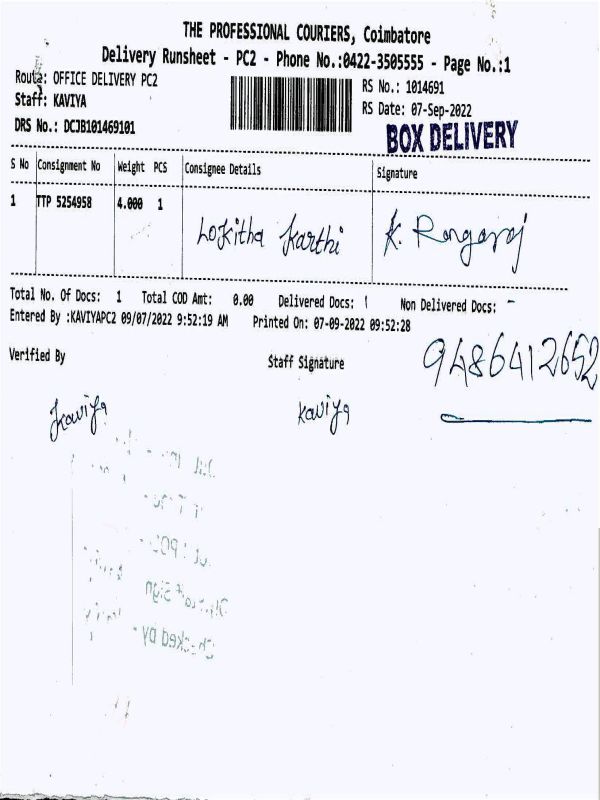 THE PROFESSIONAL COURIERS, Coimbatore
Delivery Runsheet - PC2 - Phone No.:0422-3505555 - Page No.:1
Route: OFFICE DELIVERY PC2
Staff: KAVIYA
DRS No.: DCJB101469101
RS No.: 1014691
RS Date: 07-Sep-2022
BOX DELIVERY
S No Consignment No Weight PCS Consignee Details Signature
1 TTP 5254958 4.000 1 Lokitha Karthi K. Rangaraj
Total No. Of Docs: 1 Total COD Amt: 0.00 Delivered Docs: 1 Non Delivered Docs: -
Entered By :KAVIYAPC2 09/07/2022 9:52:19 AM Printed On: 07-09-2022 09:52:28
9486412652
Verified By Staff Signature
Kaviya Kaviya
Checked by